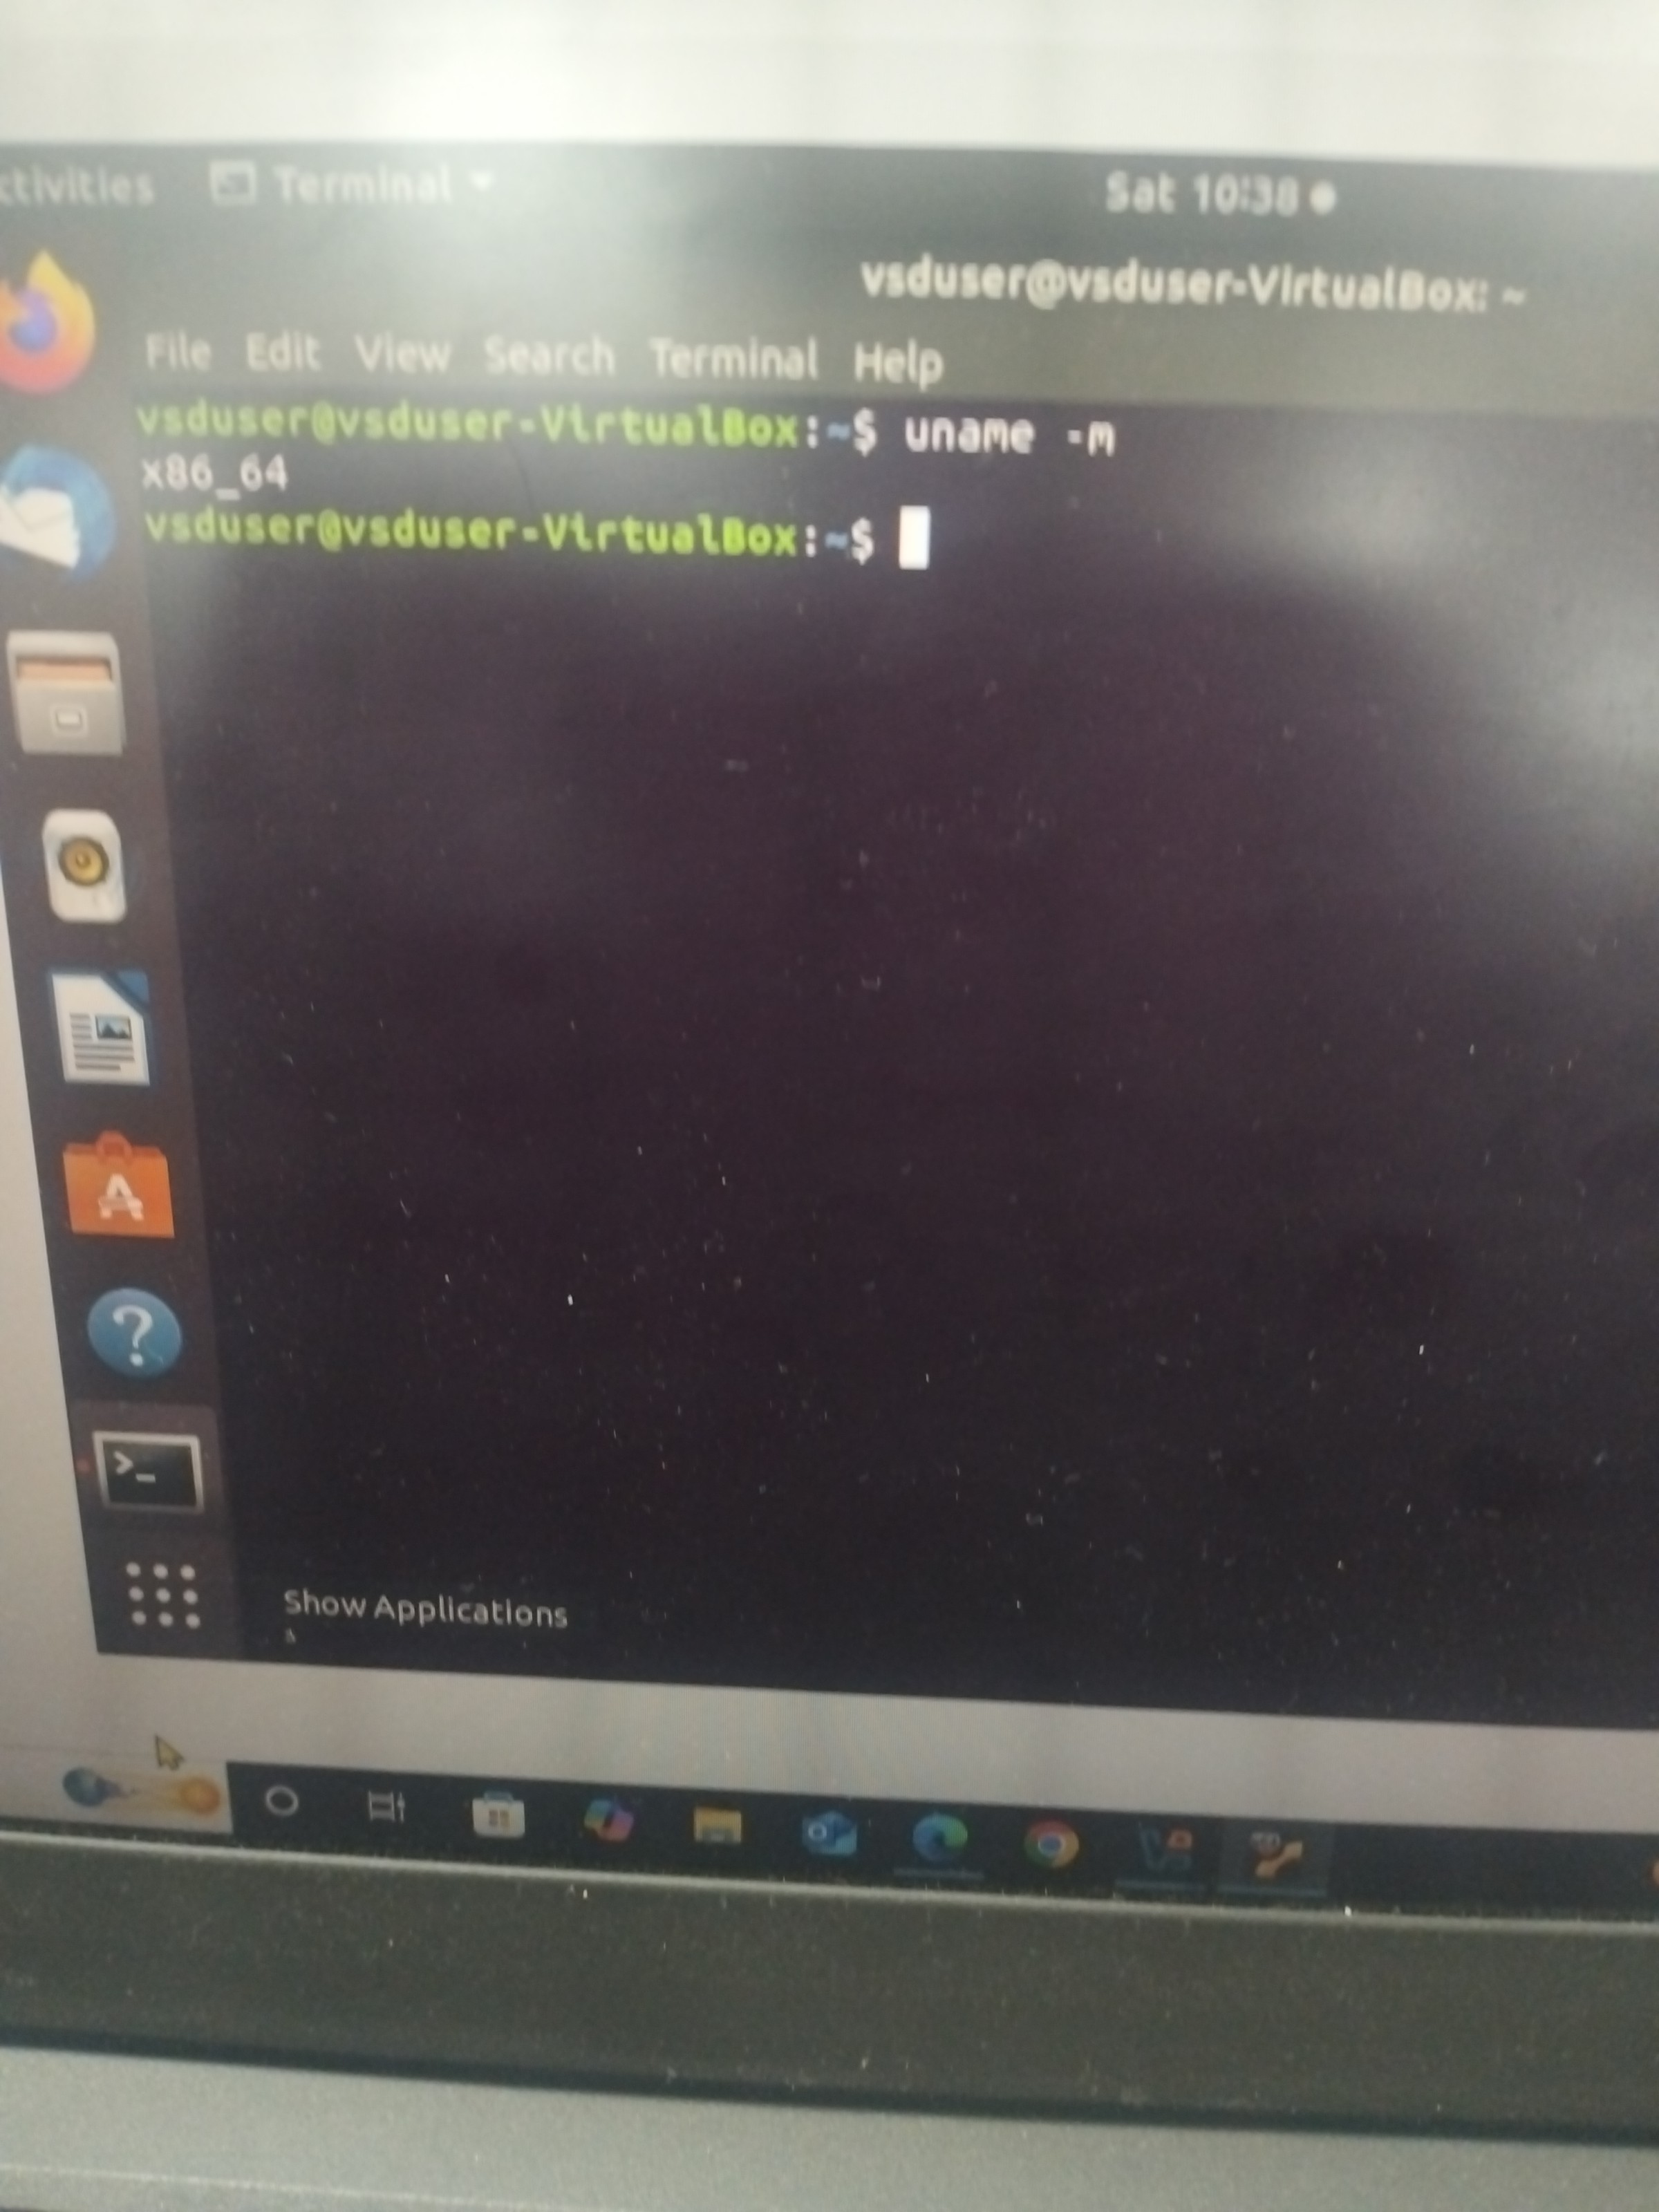 ctivities Terminal Sat 10:38
vsduser@vsduser-VirtualBox: ~
File Edit View Search Terminal Help
vsduser@vsduser-VirtualBox:~$ uname -m
x86_64
vsduser@vsduser-VirtualBox:~$
Show Applications